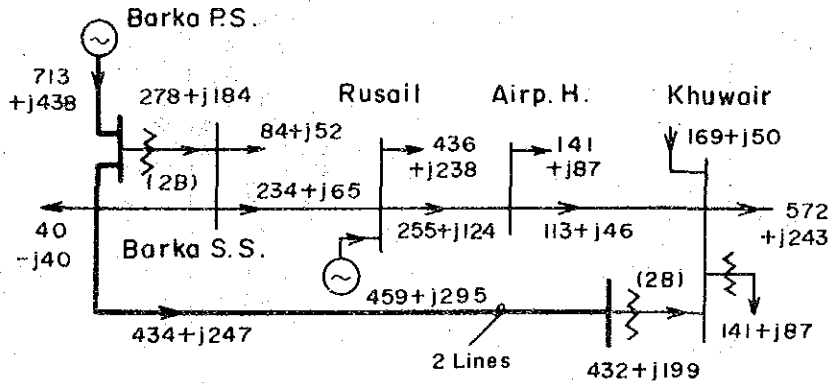 Barka P.S.
713
+j438
278+j184
84+j52
(2B)
234+j65
40
-j40
Barka S.S.
Rusail
436
+j238
255+j124
459+j295
Airp. H.
141
+j87
113+j46
Khuwair
169+j50
572
+j243
(2B)
141+j87
434+j247
2 Lines
432+j199